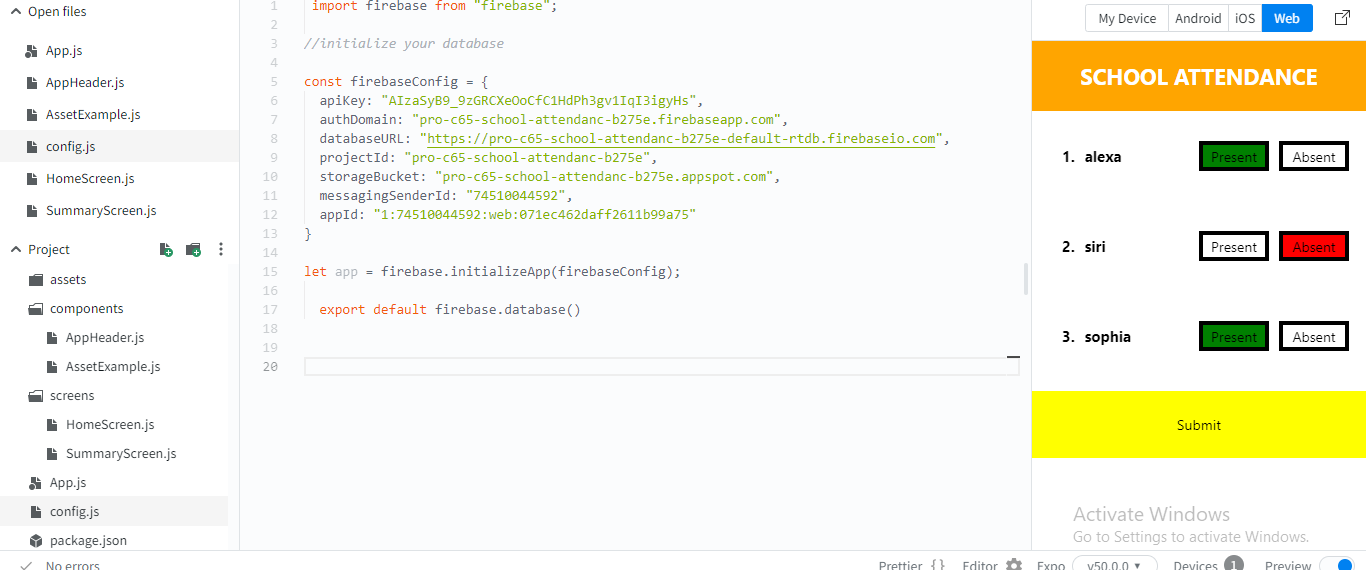 Open files
App.js
AppHeader.js
AssetExample.js
config.js
HomeScreen.js
SummaryScreen.js
Project
assets
components
AppHeader.js
AssetExample.js
screens
HomeScreen.js
SummaryScreen.js
App.js
config.js
package.json
No errors
1 import firebase from "firebase";
2
3 //initialize your database
4
5 const firebaseConfig = {
6 apiKey: "AIzaSyB9_9zGRCXeOoCfC1HdPh3gv1IqI3igyHs",
7 authDomain: "pro-c65-school-attendanc-b275e.firebaseapp.com",
8 databaseURL: "https://pro-c65-school-attendanc-b275e-default-rtdb.firebaseio.com",
9 projectId: "pro-c65-school-attendanc-b275e",
10 storageBucket: "pro-c65-school-attendanc-b275e.appspot.com",
11 messagingSenderId: "74510044592",
12 appId: "1:74510044592:web:071ec462daff2611b99a75"
13 }
14
15 let app = firebase.initializeApp(firebaseConfig);
16
17 export default firebase.database()
18
19
20
My Device Android iOS Web
SCHOOL ATTENDANCE
1. alexa Present Absent
2. siri Present Absent
3. sophia Present Absent
Submit
Activate Windows
Go to Settings to activate Windows.
Prettier { } Editor Expo v50.0.0 Devices 1 Preview